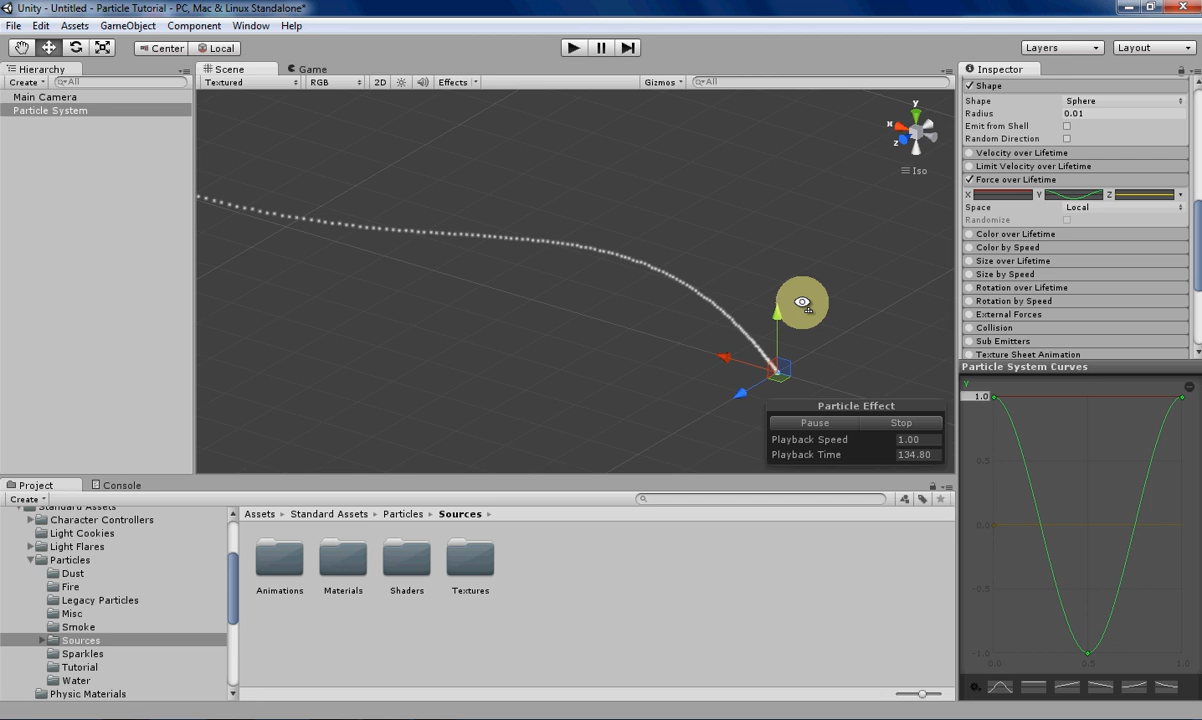 Unity - Untitled - Particle Tutorial - PC, Mac & Linux Standalone*
File Edit Assets GameObject Component Window Help
Center Local Layers Layout
Hierarchy
Create All
Main Camera
Particle System
Scene Game
Textured RGB 2D Effects Gizmos All
y
x
z
Iso
Particle Effect
Pause Stop
Playback Speed 1.00
Playback Time 134.80
Inspector
Shape
Shape Sphere
Radius 0.01
Emit from Shell
Random Direction
Velocity over Lifetime
Limit Velocity over Lifetime
Force over Lifetime
X Y Z
Space Local
Randomize
Color over Lifetime
Color by Speed
Size over Lifetime
Size by Speed
Rotation over Lifetime
Rotation by Speed
External Forces
Collision
Sub Emitters
Texture Sheet Animation
Particle System Curves
Y
1.0
0.5
0.0
-0.5
-1.0
0.0 0.5 1.0
Project Console
Create
Standard Assets
Character Controllers
Light Cookies
Light Flares
Particles
Dust
Fire
Legacy Particles
Misc
Smoke
Sources
Sparkles
Tutorial
Water
Physic Materials
Assets Standard Assets Particles Sources
Animations Materials Shaders Textures